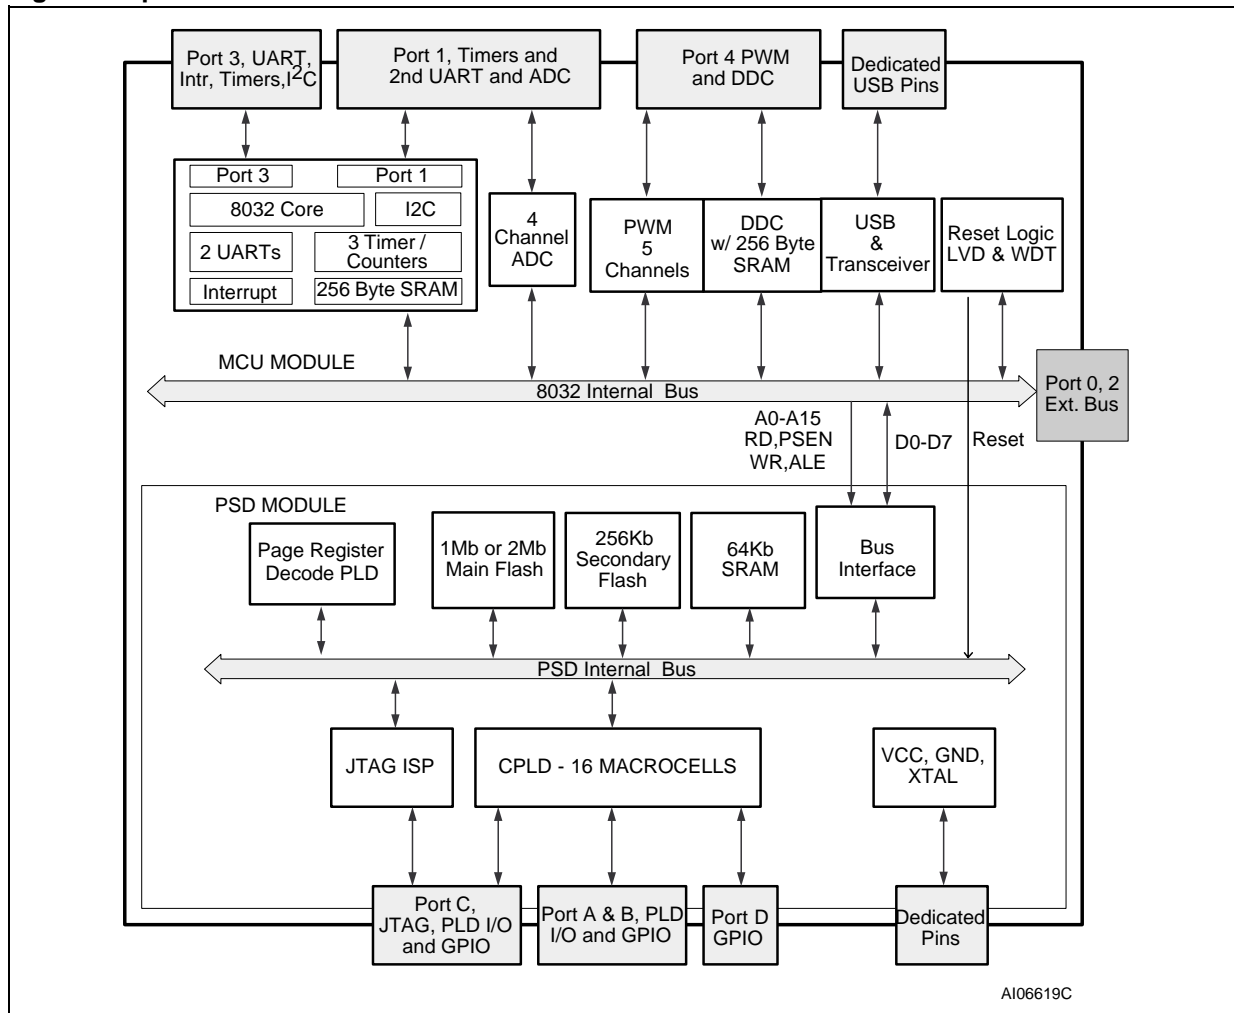 Port 3, UART,
Intr, Timers,I2C
Port 1, Timers and
2nd UART and ADC
Port 4 PWM
and DDC
Dedicated
USB Pins
Port 3
Port 1
8032 Core
I2C
2 UARTs
3 Timer /
Counters
Interrupt
256 Byte SRAM
4
Channel
ADC
PWM
5
Channels
DDC
w/ 256 Byte
SRAM
USB
&
Transceiver
Reset Logic
LVD & WDT
MCU MODULE
8032 Internal Bus
Port 0, 2
Ext. Bus
A0-A15
RD,PSEN
WR,ALE
D0-D7
Reset
PSD MODULE
Page Register
Decode PLD
1Mb or 2Mb
Main Flash
256Kb
Secondary
Flash
64Kb
SRAM
Bus
Interface
PSD Internal Bus
JTAG ISP
CPLD - 16 MACROCELLS
VCC, GND,
XTAL
Port C,
JTAG, PLD I/O
and GPIO
Port A & B, PLD
I/O and GPIO
Port D
GPIO
Dedicated
Pins
AI06619C